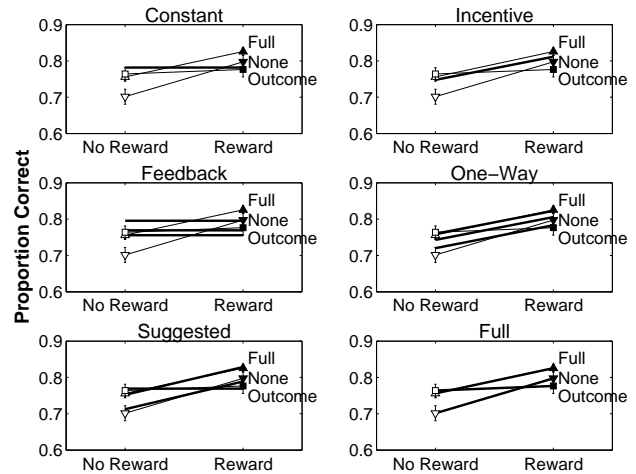 Proportion Correct
Constant
0.9
0.8
0.7
0.6
Full
None
Outcome
No Reward Reward
Incentive
0.9
0.8
0.7
0.6
Full
None
Outcome
No Reward Reward
Feedback
0.9
0.8
0.7
0.6
Full
None
Outcome
No Reward Reward
One−Way
0.9
0.8
0.7
0.6
Full
None
Outcome
No Reward Reward
Suggested
0.9
0.8
0.7
0.6
Full
None
Outcome
No Reward Reward
Full
0.9
0.8
0.7
0.6
Full
None
Outcome
No Reward Reward